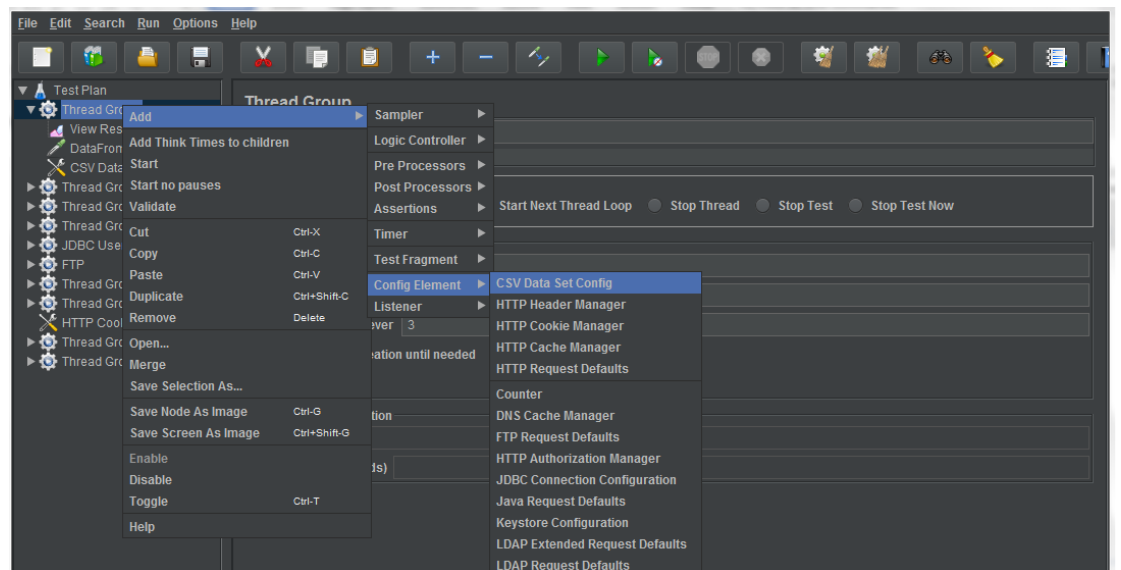 File Edit Search Run Options Help
STOP
Test Plan
Thread Group
Thread Gro
View Res
DataFrom
CSV Data
Thread Gro
Thread Gro
Thread Gro
JDBC Use
FTP
Thread Gro
Thread Gro
HTTP Cook
Thread Gro
Thread Gro
Add
Add Think Times to children
Start
Start no pauses
Validate
Cut Ctrl-X
Copy Ctrl-C
Paste Ctrl-V
Duplicate Ctrl+Shift-C
Remove Delete
Open...
Merge
Save Selection As...
Save Node As Image Ctrl-G
Save Screen As Image Ctrl+Shift-G
Enable
Disable
Toggle Ctrl-T
Help
Sampler
Logic Controller
Pre Processors
Post Processors
Assertions
Timer
Test Fragment
Config Element
Listener
Start Next Thread Loop Stop Thread Stop Test Stop Test Now
ever 3
eation until needed
tion
ds)
CSV Data Set Config
HTTP Header Manager
HTTP Cookie Manager
HTTP Cache Manager
HTTP Request Defaults
Counter
DNS Cache Manager
FTP Request Defaults
HTTP Authorization Manager
JDBC Connection Configuration
Java Request Defaults
Keystore Configuration
LDAP Extended Request Defaults
LDAP Request Defaults